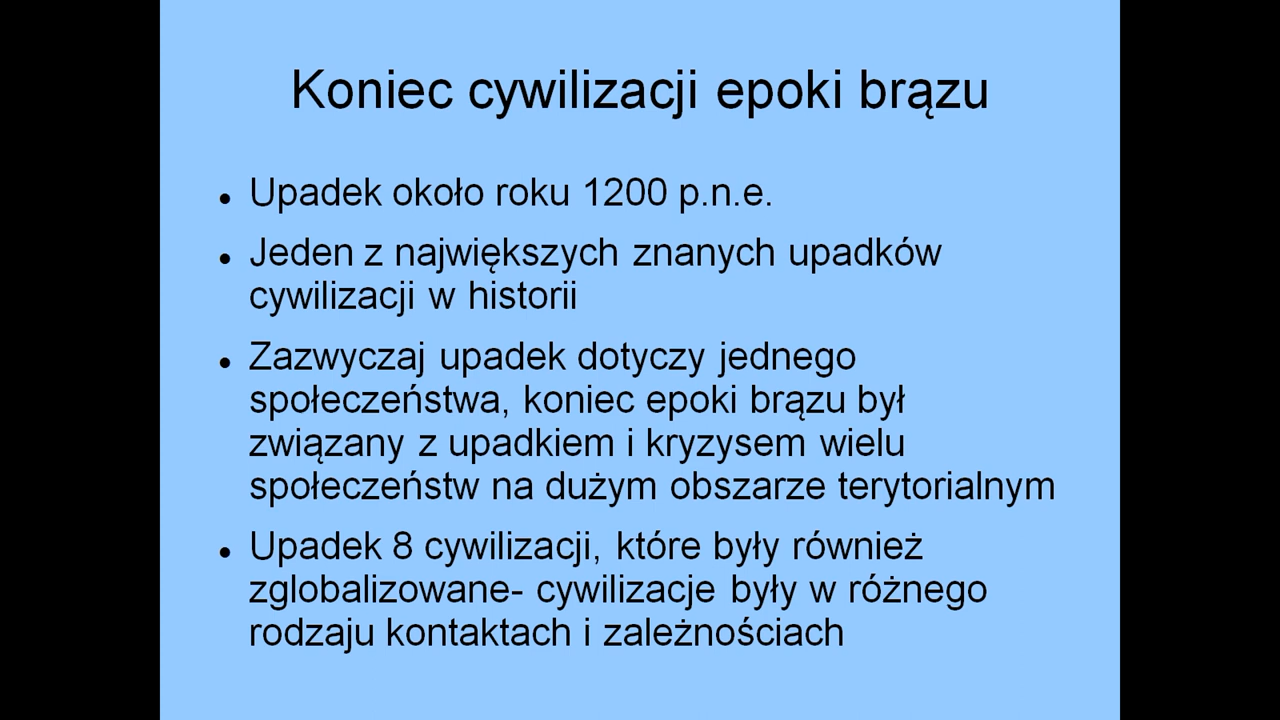 Koniec cywilizacji epoki brązu
● Upadek około roku 1200 p.n.e.
● Jeden z największych znanych upadków
cywilizacji w historii
● Zazwyczaj upadek dotyczy jednego
społeczeństwa, koniec epoki brązu był
związany z upadkiem i kryzysem wielu
społeczeństw na dużym obszarze terytorialnym
● Upadek 8 cywilizacji, które były również
zglobalizowane- cywilizacje były w różnego
rodzaju kontaktach i zależnościach